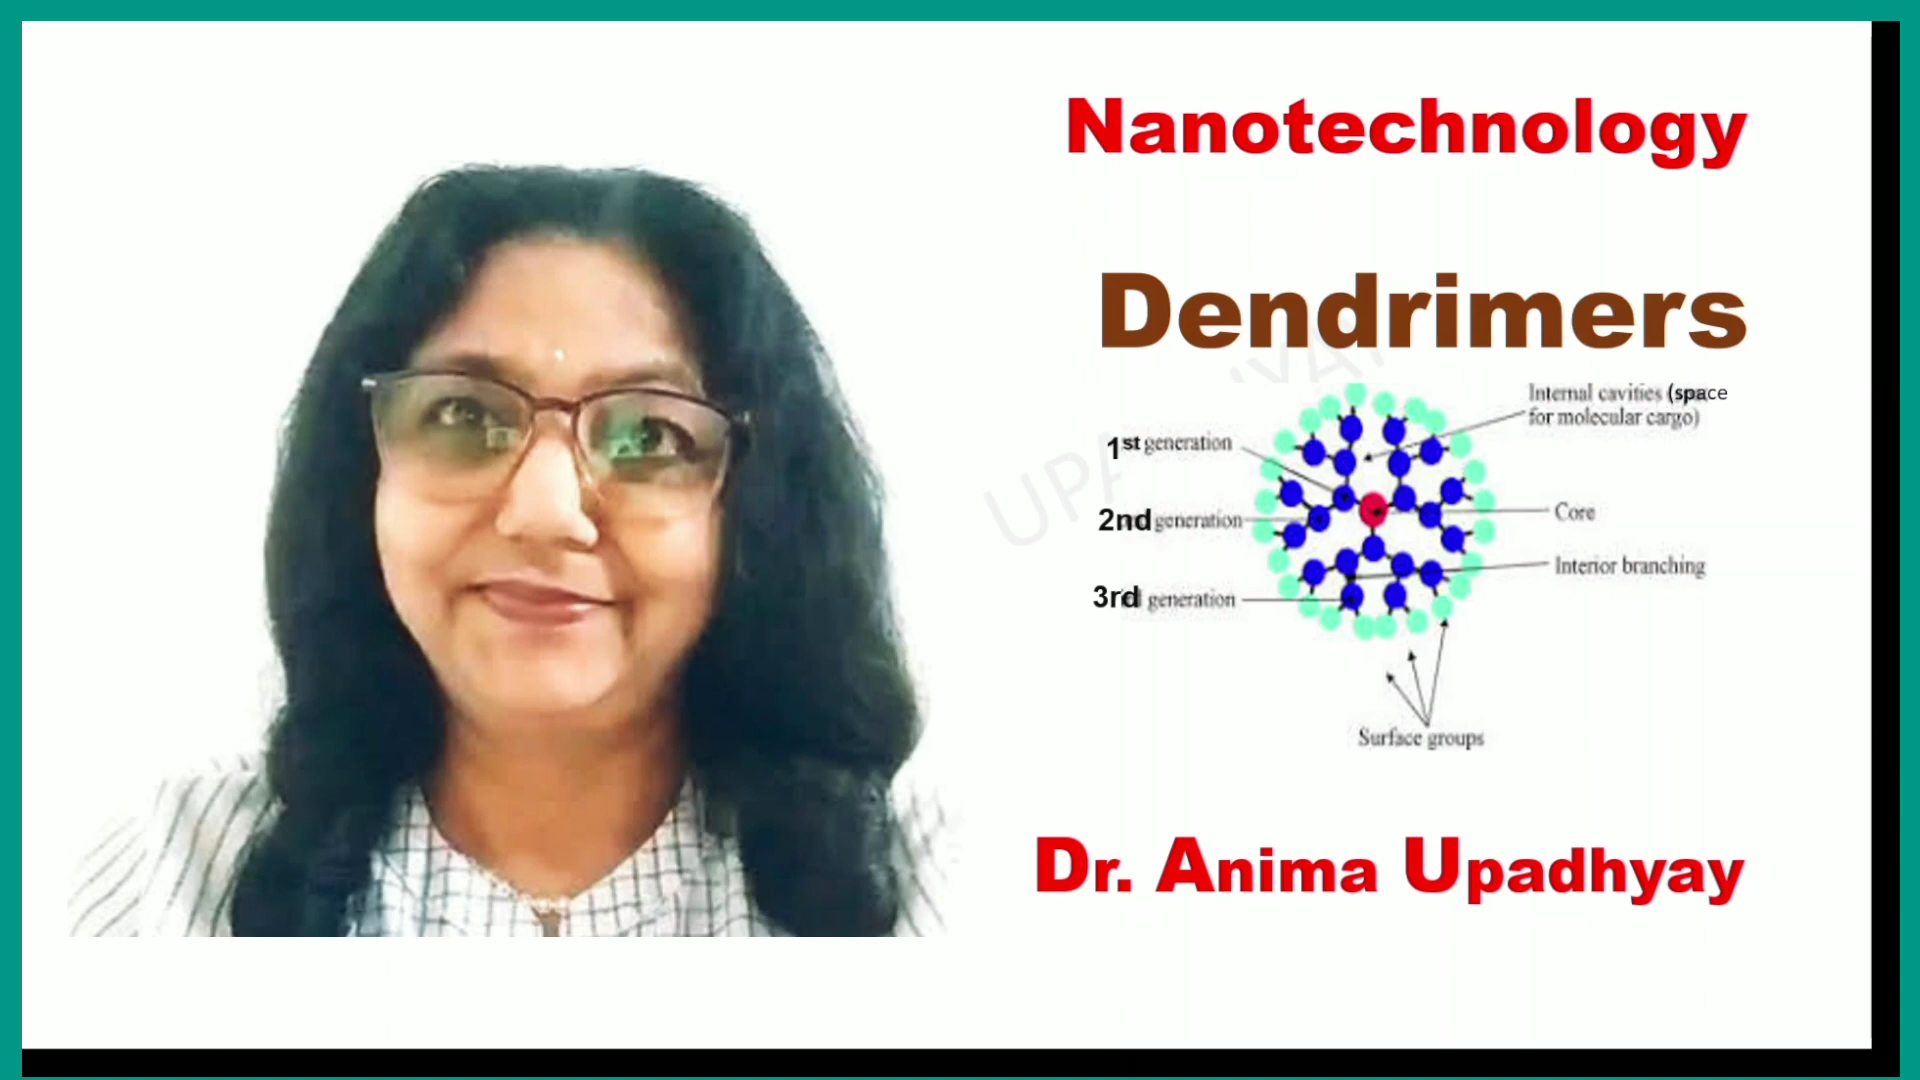 Nanotechnology
Dendrimers
Internal cavities (space
for molecular cargo)
1st generation
2nd generation
Core
Interior branching
3rd generation
Surface groups
Dr. Anima Upadhyay